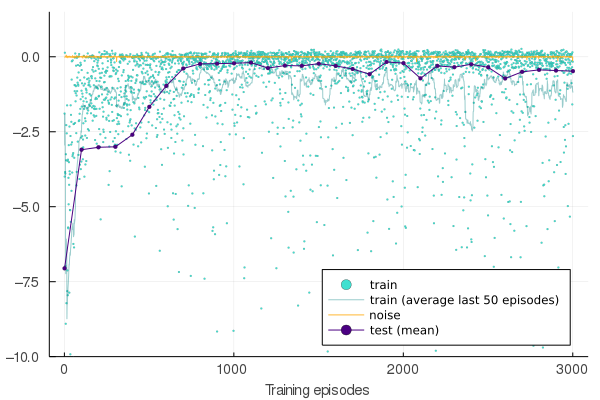 0.0
−2.5
−5.0
−7.5
−10.0
0
1000
2000
3000
Training episodes
train
train (average last 50 episodes)
noise
test (mean)